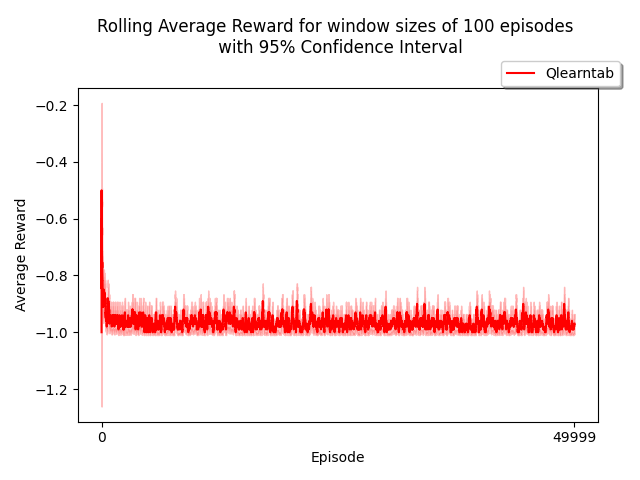 Rolling Average Reward for window sizes of 100 episodes
with 95% Confidence Interval
Qlearntab
−0.2
−0.4
−0.6
−0.8
−1.0
−1.2
Average Reward
0
49999
Episode